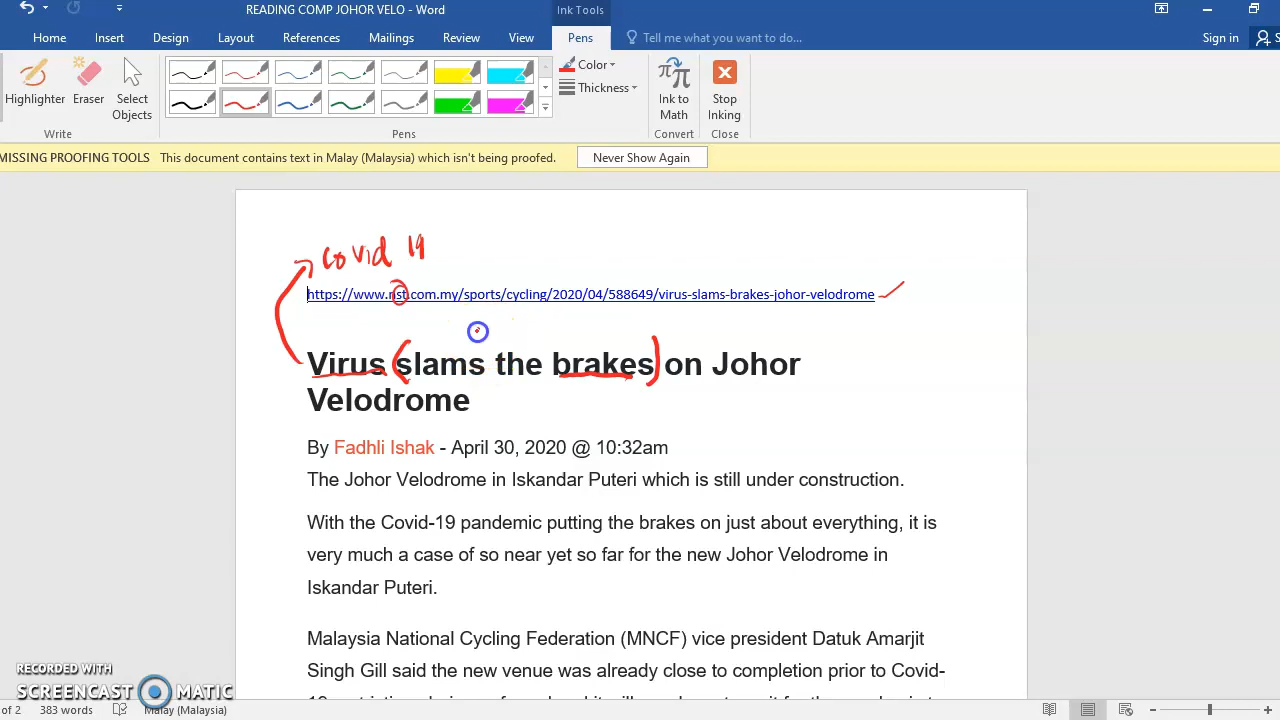 READING COMP JOHOR VELO - Word
Ink Tools
Home Insert Design Layout References Mailings Review View Pens Tell me what you want to do... Sign in
Highlighter Eraser Select Objects
Color
Thickness
Ink to Math
Stop Inking
Write Pens Convert Close
MISSING PROOFING TOOLS This document contains text in Malay (Malaysia) which isn't being proofed. Never Show Again
Covid 19
https://www.nst.com.my/sports/cycling/2020/04/588649/virus-slams-brakes-johor-velodrome
Virus (slams the brakes) on Johor
Velodrome
By Fadhli Ishak - April 30, 2020 @ 10:32am
The Johor Velodrome in Iskandar Puteri which is still under construction.
With the Covid-19 pandemic putting the brakes on just about everything, it is
very much a case of so near yet so far for the new Johor Velodrome in
Iskandar Puteri.
Malaysia National Cycling Federation (MNCF) vice president Datuk Amarjit
Singh Gill said the new venue was already close to completion prior to Covid-
RECORDED WITH
SCREENCAST MATIC
of 2 383 words Malay (Malaysia)